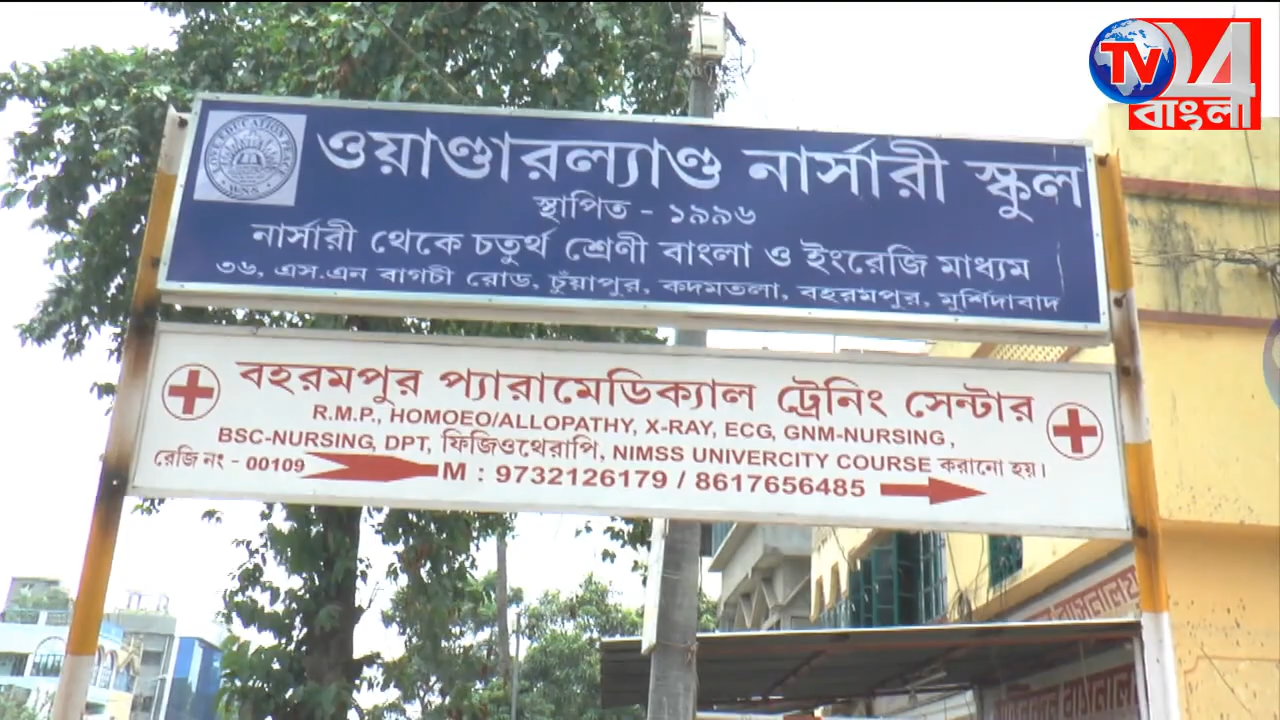 TV 24
বাংলা
ওয়াণ্ডারল্যাণ্ড নার্সারী স্কুল
স্থাপিত - ১৯৯৬
নার্সারী থেকে চতুর্থ শ্রেণী বাংলা ও ইংরেজি মাধ্যম
৩৬, এস.এন বাগচী রোড, চুঁয়াপুর, কদমতলা, বহরমপুর, মুর্শিদাবাদ
বহরমপুর প্যারামেডিক্যাল ট্রেনিং সেন্টার
R.M.P., HOMOEO/ALLOPATHY, X-RAY, ECG, GNM-NURSING,
BSC-NURSING, DPT, ফিজিওথেরাপি, NIMSS UNIVERCITY COURSE করানো হয়।
রেজি নং - 00109 M : 9732126179 / 8617656485